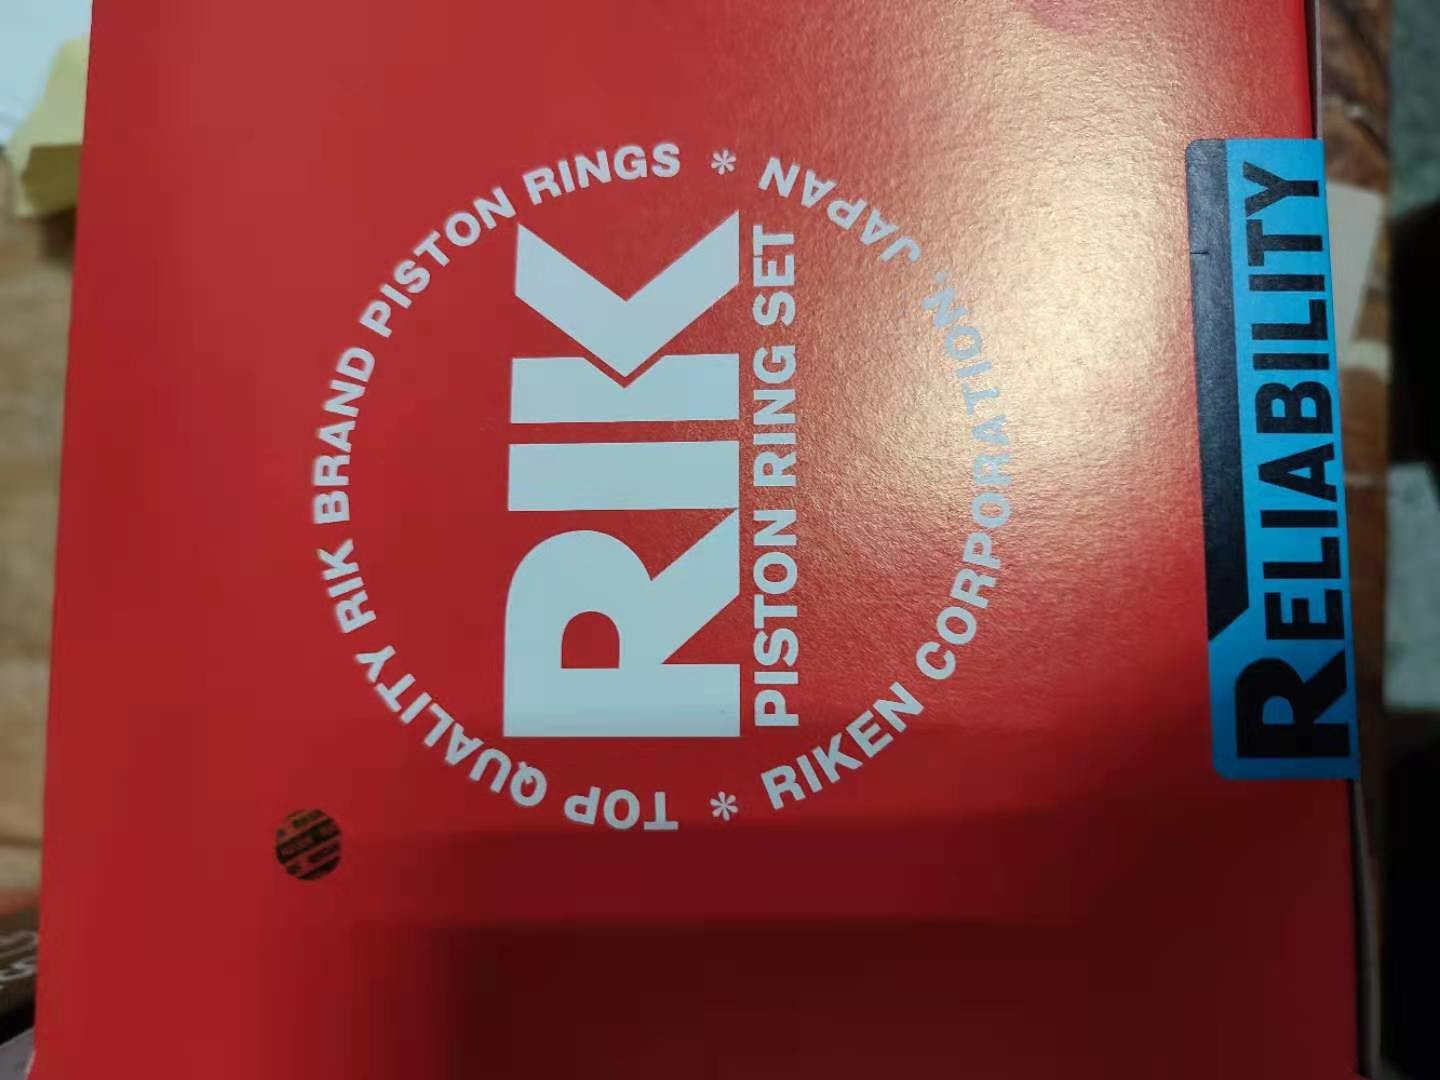 TOP QUALITY RIK BRAND PISTON RINGS *
RIK
PISTON RING SET
* RIKEN CORPORATION, JAPAN
RELIABILITY